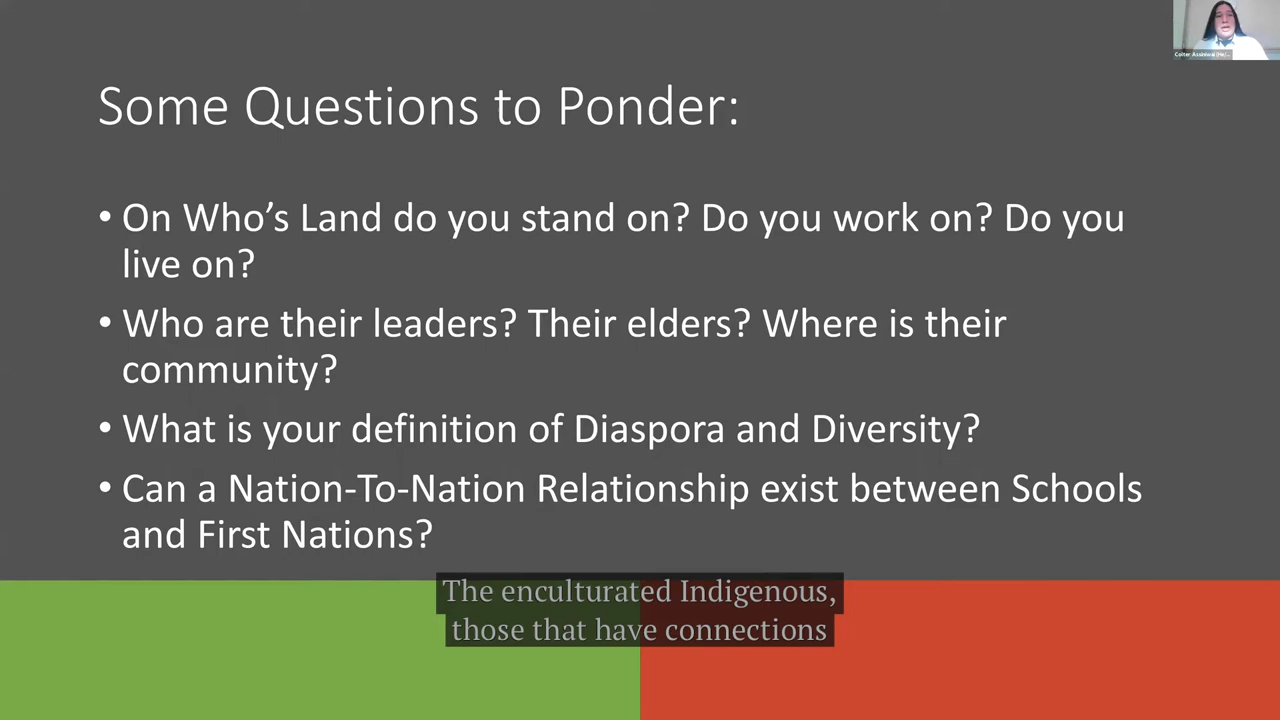 Some Questions to Ponder:
• On Who’s Land do you stand on? Do you work on? Do you
live on?
• Who are their leaders? Their elders? Where is their
community?
• What is your definition of Diaspora and Diversity?
• Can a Nation-To-Nation Relationship exist between Schools
and First Nations?
The enculturated Indigenous,
those that have connections